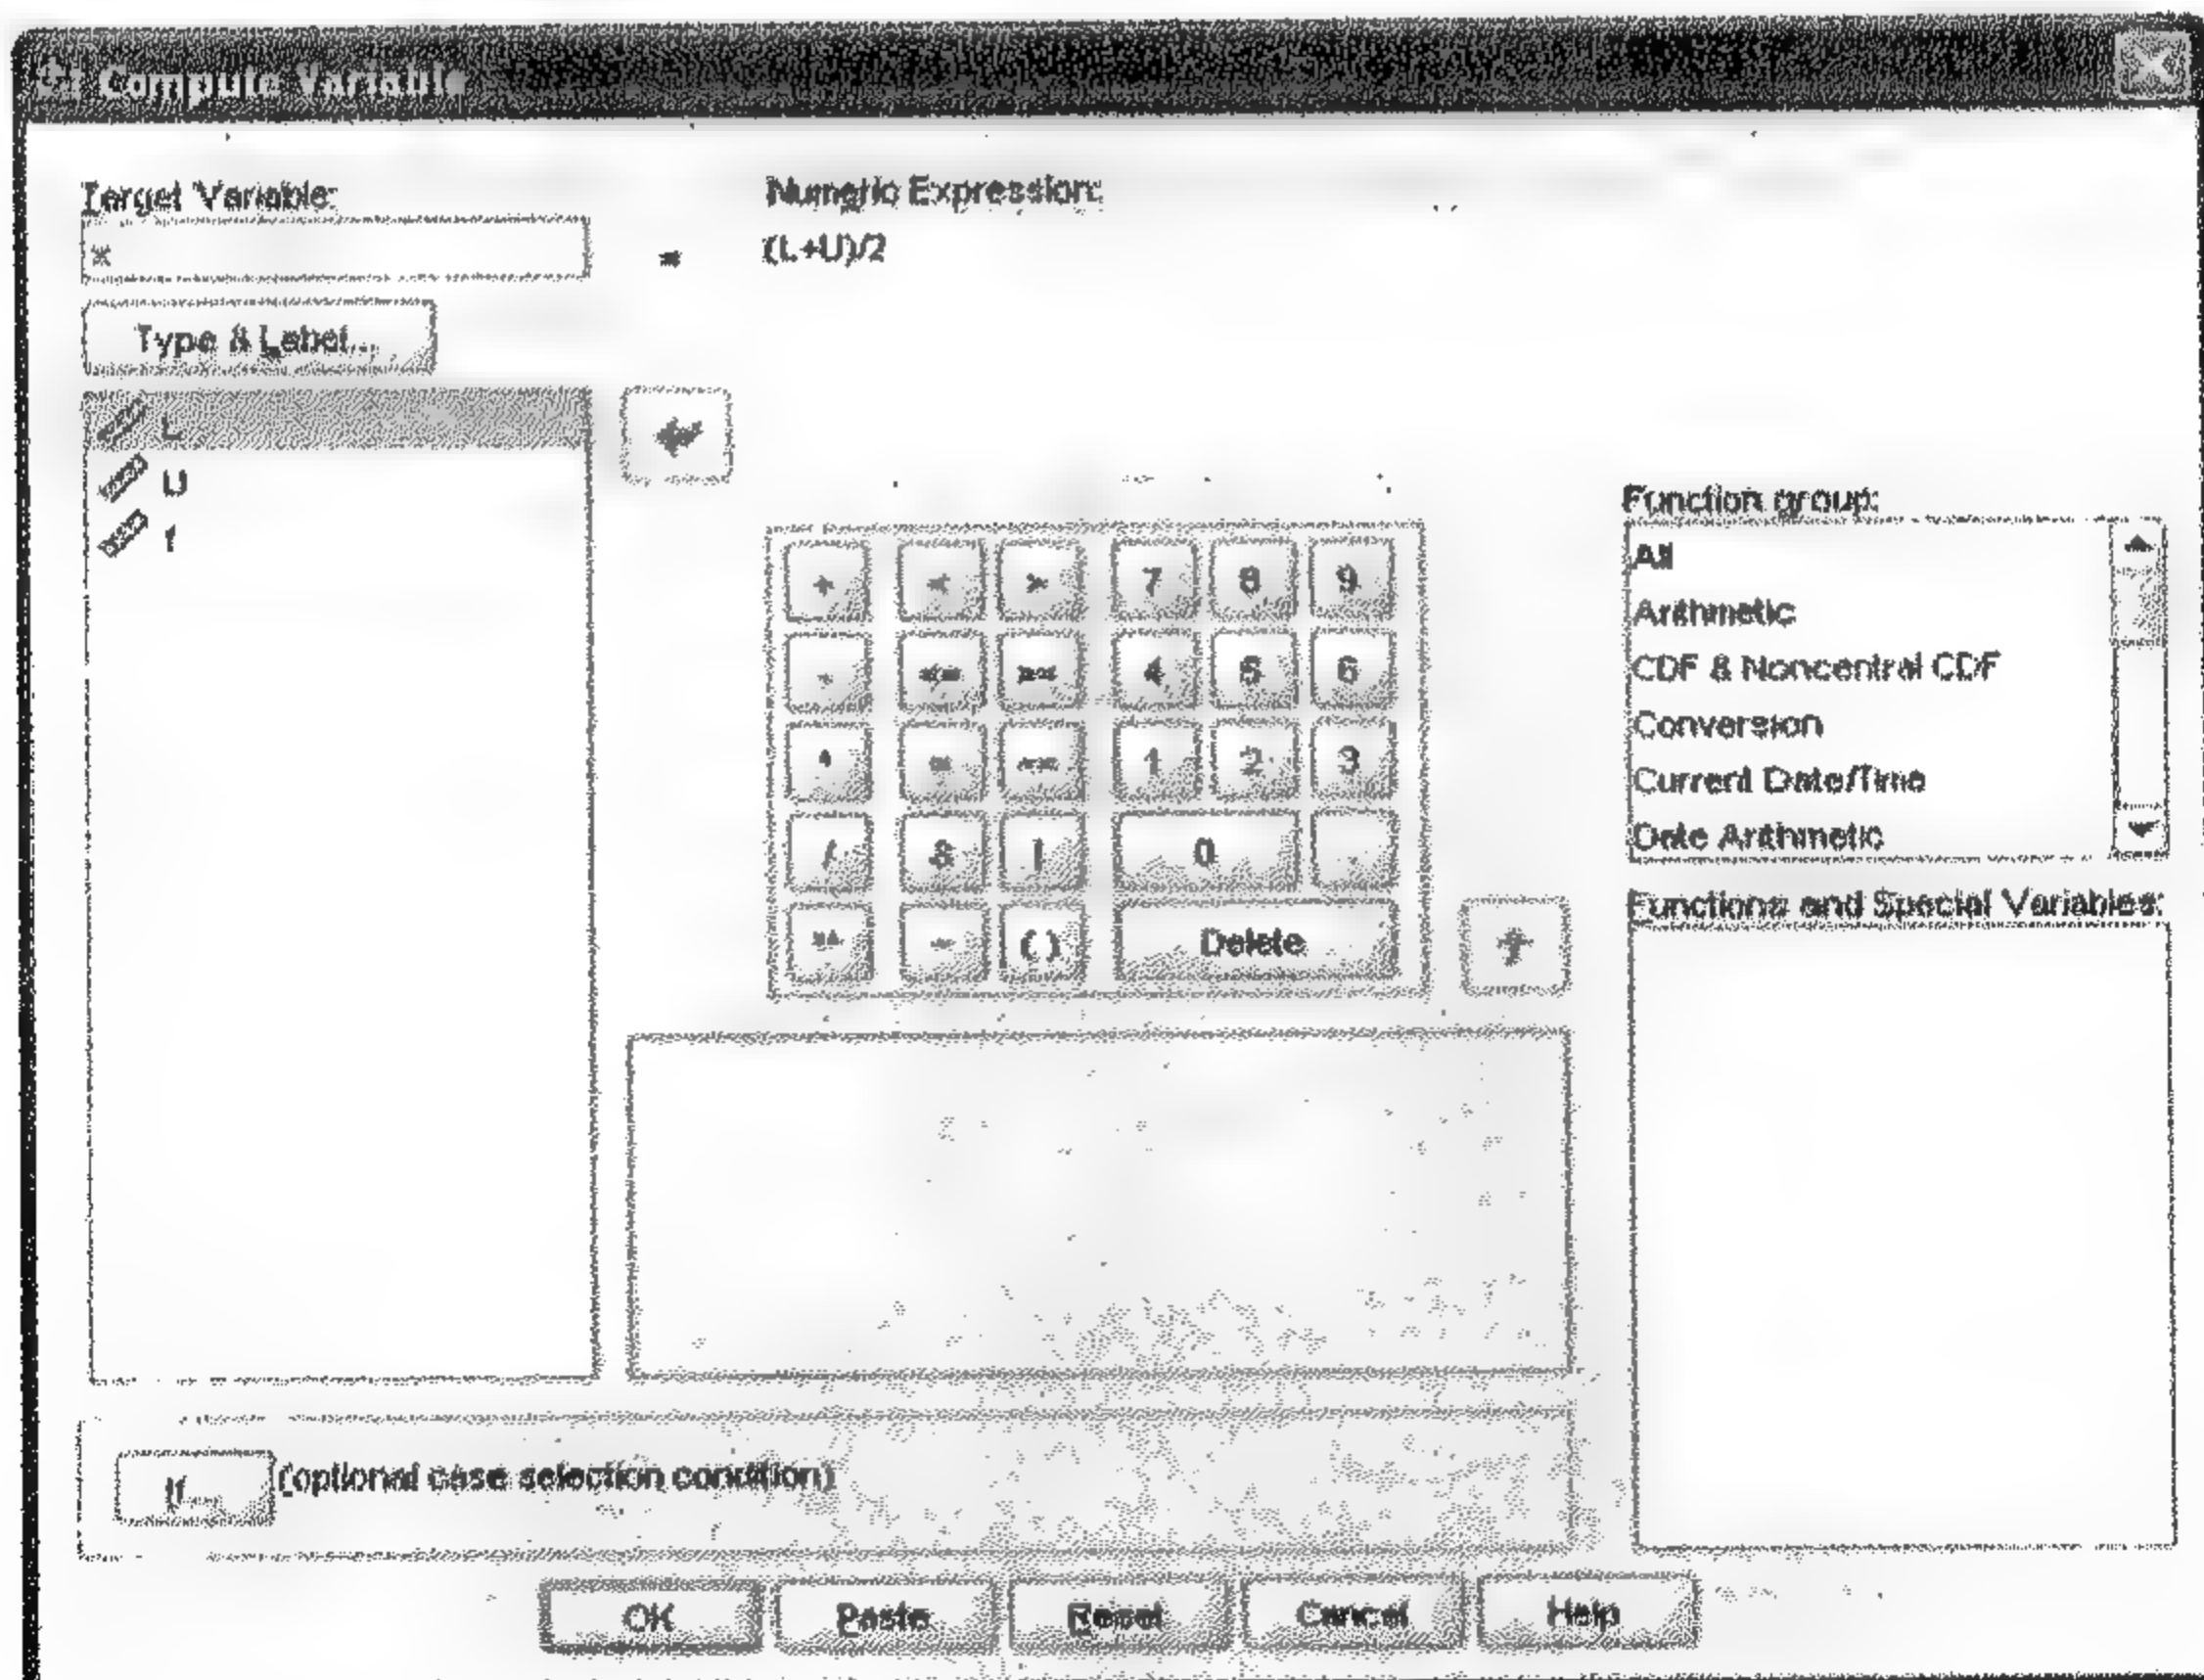 Compute Variable
Target Variable:
x
Type & Label...
=
Numeric Expression:
(L+U)/2
L
U
f
+ < > 7 8 9
- <= >= 4 5 6
* = ~= 1 2 3
/ & | 0 .
** ~ ( ) Delete
Function group:
All
Arithmetic
CDF & Noncentral CDF
Conversion
Current Date/Time
Date Arithmetic
Functions and Special Variables:
If...
(optional case selection condition)
OK
Paste
Reset
Cancel
Help